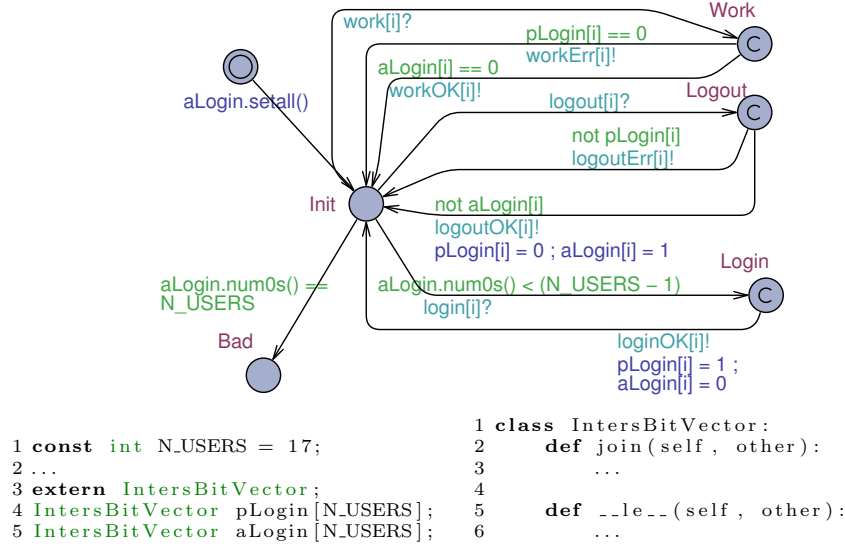 Work
work[i]?
pLogin[i] == 0
workErr[i]!
C
aLogin[i] == 0
workOK[i]!
aLogin.setall()
logout[i]?
Logout
C
not pLogin[i]
logoutErr[i]!
Init
not aLogin[i]
logoutOK[i]!
pLogin[i] = 0 ; aLogin[i] = 1
Login
aLogin.num0s() ==
N_USERS
aLogin.num0s() < (N_USERS − 1)
login[i]?
C
Bad
loginOK[i]!
pLogin[i] = 1 ;
aLogin[i] = 0
1 const int N_USERS = 17;
2 ...
3 extern IntersBitVector;
4 IntersBitVector pLogin[N_USERS];
5 IntersBitVector aLogin[N_USERS];
1 class IntersBitVector:
2 def join(self, other):
3 ...
4
5 def __le__(self, other):
6 ...